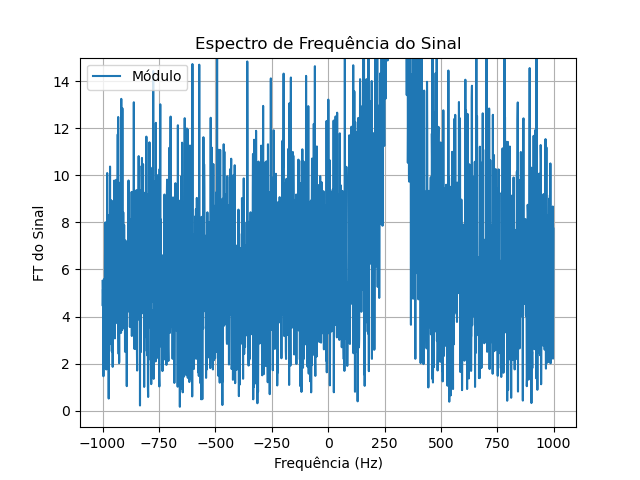 Espectro de Frequência do Sinal
Módulo
14
12
10
8
6
4
2
0
FT do Sinal
−1000 −750 −500 −250 0 250 500 750 1000
Frequência (Hz)